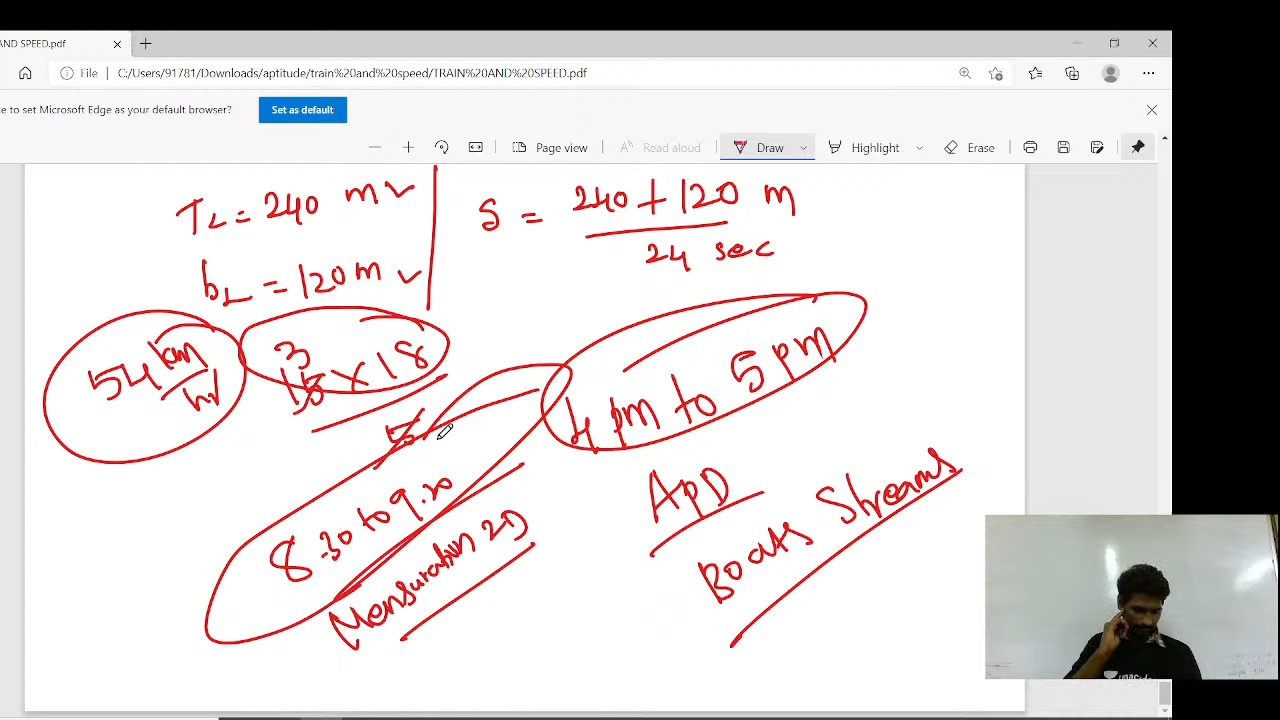 AND SPEED.pdf
File C:/Users/91781/Downloads/aptitude/train%20and%20speed/TRAIN%20AND%20SPEED.pdf
e to set Microsoft Edge as your default browser? Set as default
Page view Read aloud Draw Highlight Erase
TL = 240 m
bL = 120 m
S = 240 + 120 m
24 sec
54 km
hr
3
15 × 18
5
4 pm to 5 pm
8.30 to 9.20
Mensuration 2D
APD
Boats Streams